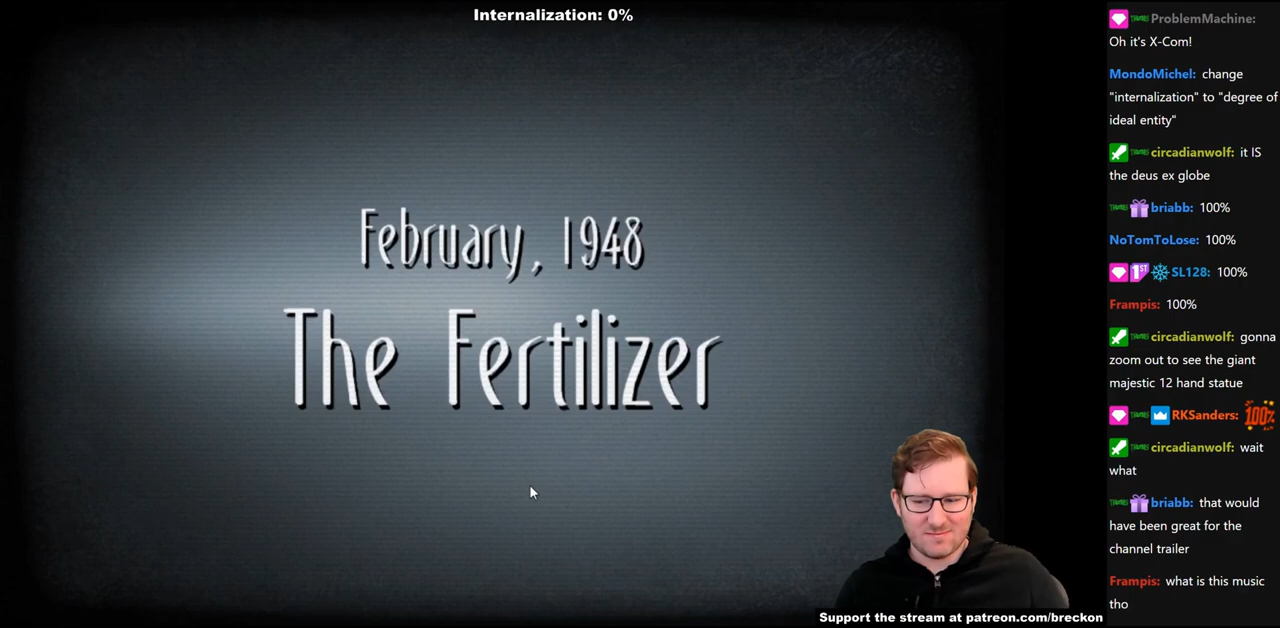 Internalization: 0%
February, 1948
The Fertilizer
Support the stream at patreon.com/breckon
ProblemMachine:
Oh it's X-Com!
MondoMichel: change
"internalization" to "degree of
ideal entity"
circadianwolf: it IS
the deus ex globe
briabb: 100%
NoTomToLose: 100%
SL128: 100%
Frampis: 100%
circadianwolf: gonna
zoom out to see the giant
majestic 12 hand statue
RKSanders: 100%
circadianwolf: wait
what
briabb: that would
have been great for the
channel trailer
Frampis: what is this music
tho